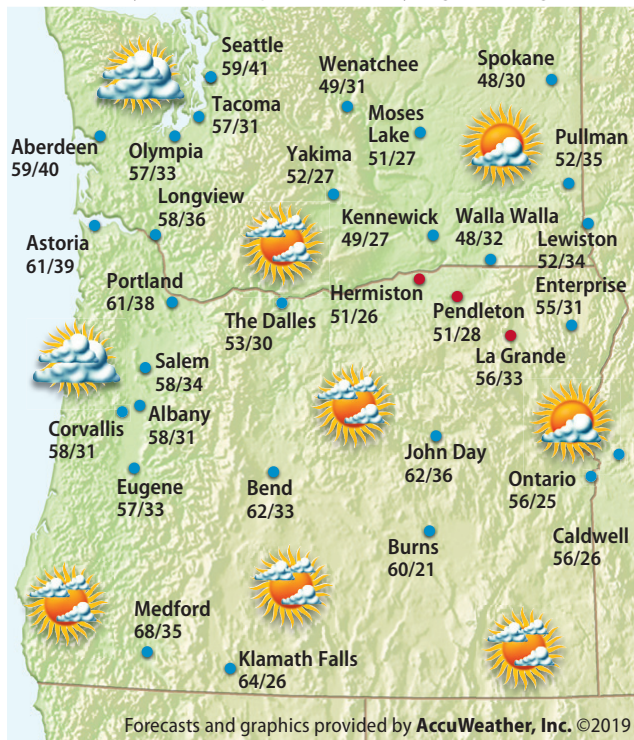 Seattle
59/41
Wenatchee
49/31
Spokane
48/30
Tacoma
57/31
Moses
Lake
51/27
Aberdeen
59/40
Olympia
57/33
Yakima
52/27
Pullman
52/35
Longview
58/36
Kennewick
49/27
Walla Walla
48/32
Lewiston
52/34
Astoria
61/39
Portland
61/38
The Dalles
53/30
Hermiston
51/26
Pendleton
51/28
Enterprise
55/31
La Grande
56/33
Salem
58/34
Albany
58/31
Corvallis
58/31
John Day
62/36
Ontario
56/25
Eugene
57/33
Bend
62/33
Burns
60/21
Caldwell
56/26
Medford
68/35
Klamath Falls
64/26
Forecasts and graphics provided by AccuWeather, Inc. ©2019